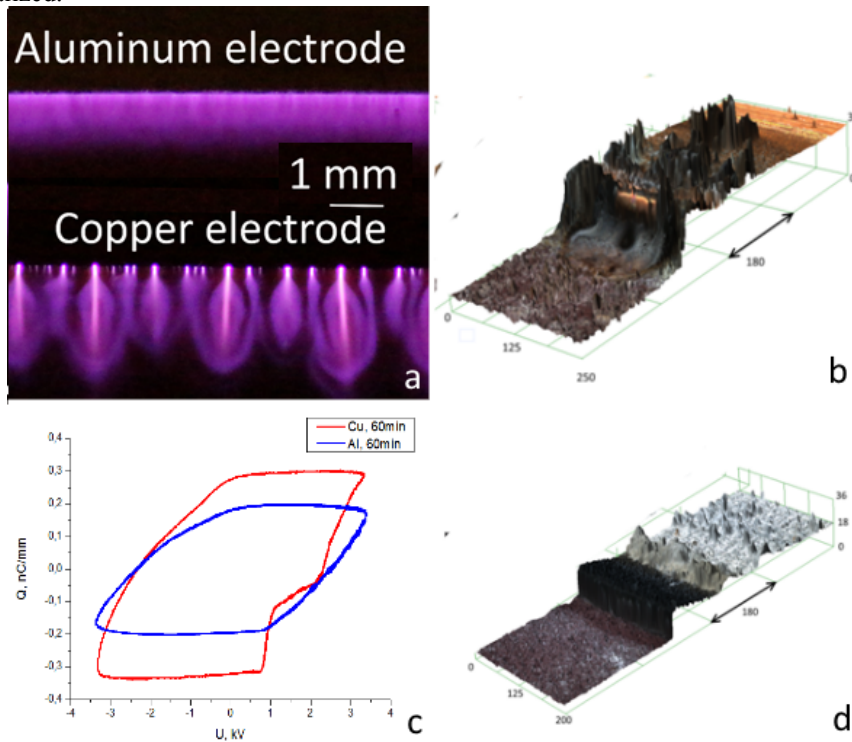 Aluminum electrode
1 mm
Copper electrode
a
0
125
250
180
b
Cu, 60min
Al, 60min
0,4
0,3
0,2
0,1
0,0
-0,1
-0,2
-0,3
-0,4
Q, nC/mm
-4
-3
-2
-1
0
1
2
3
4
U, kV
c
36
18
0
180
0
125
200
d